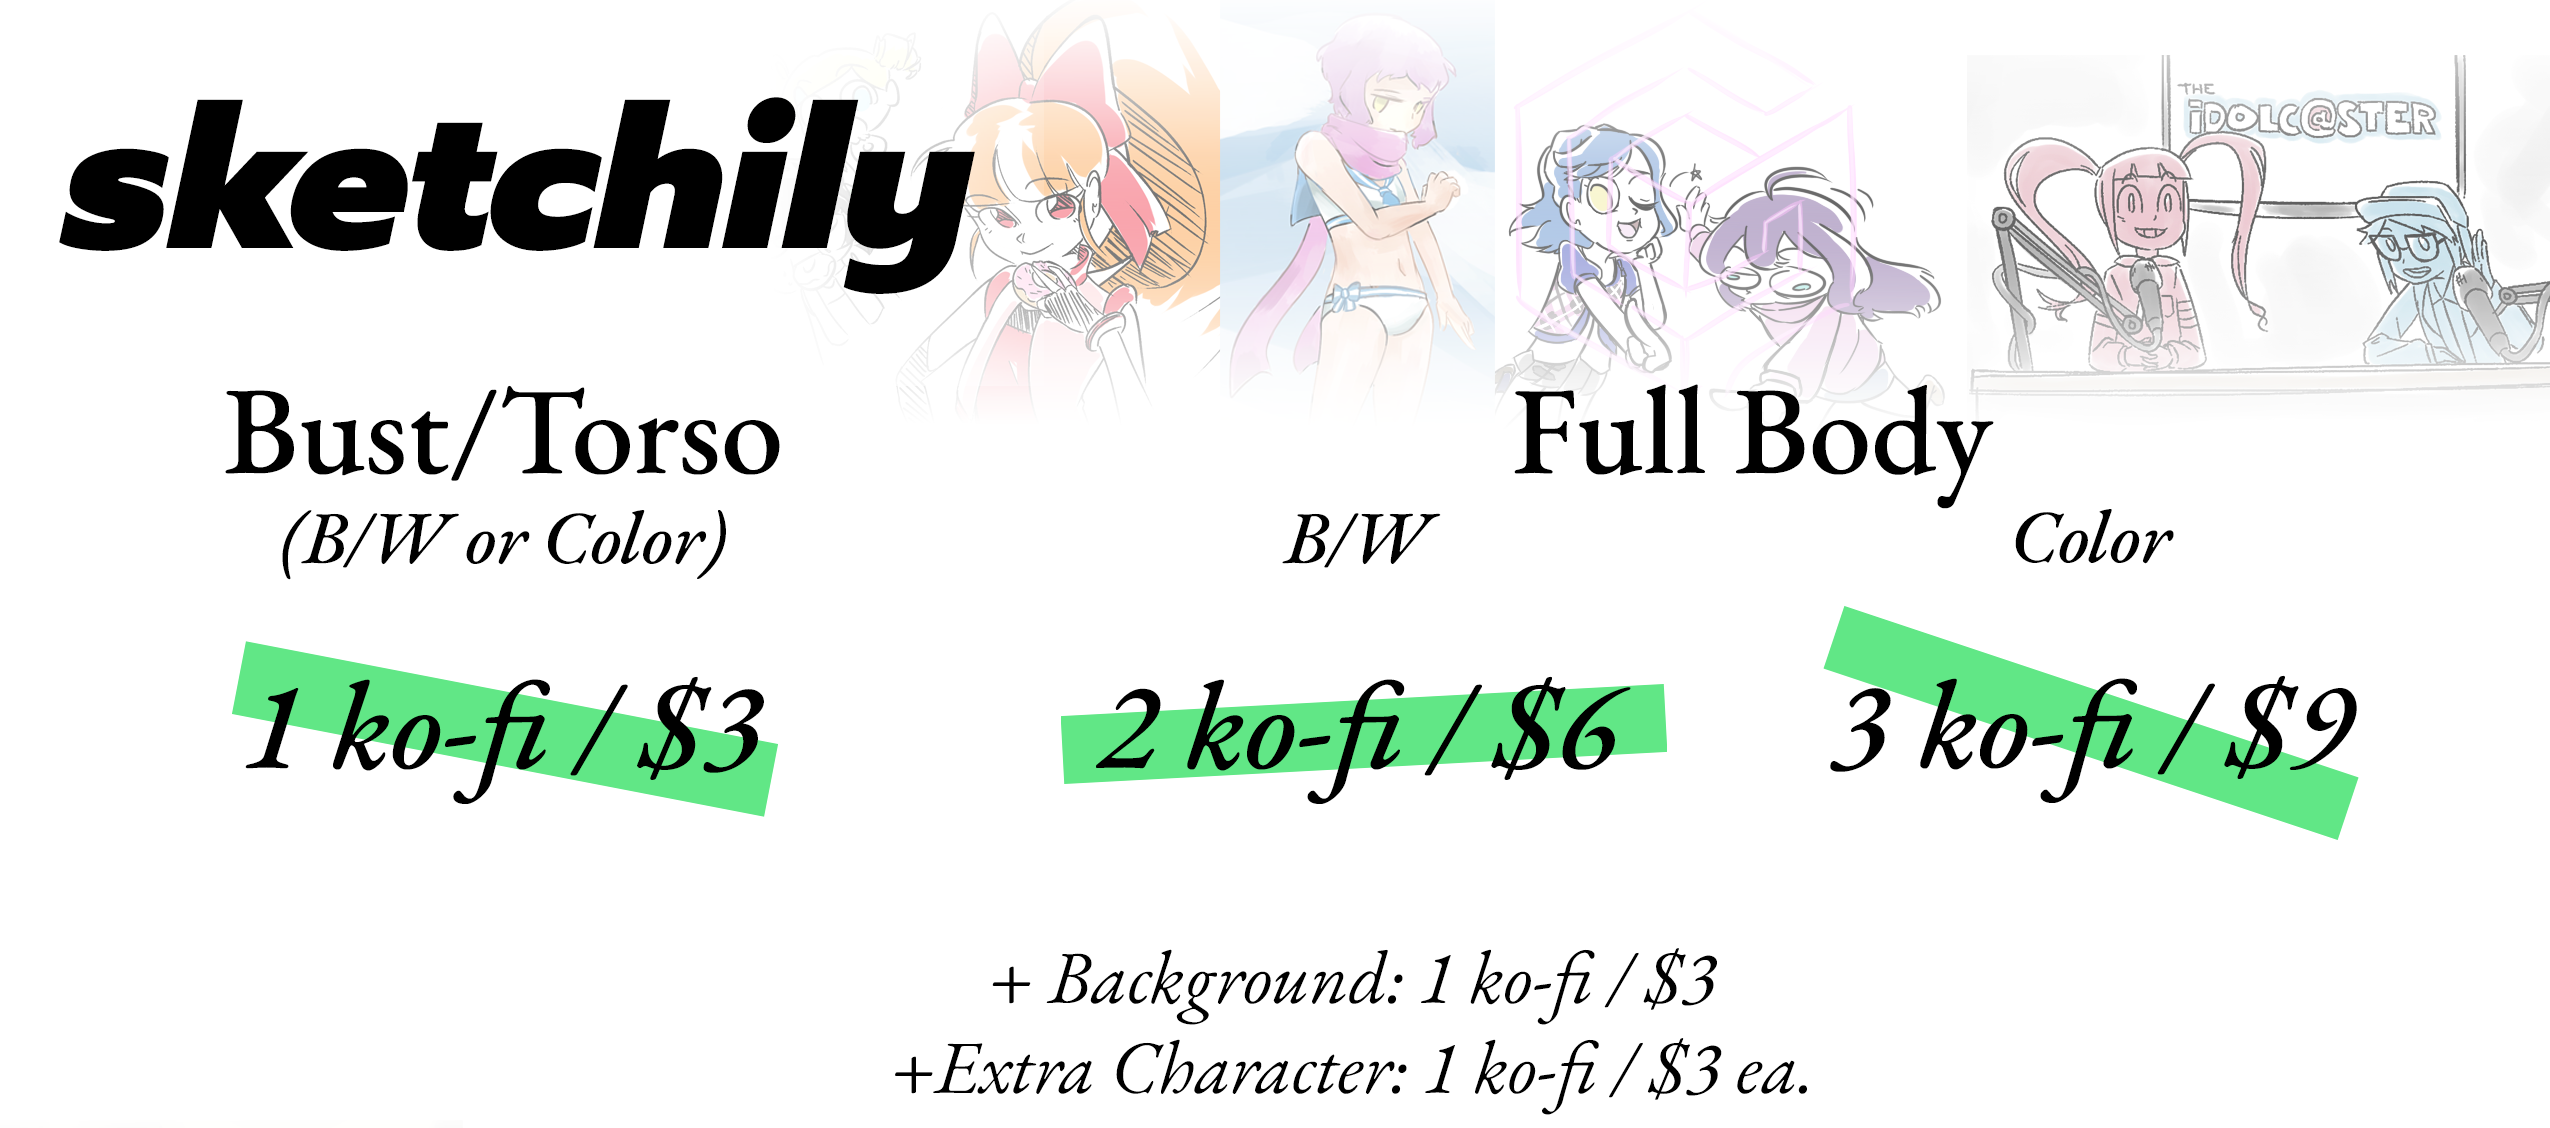 sketchily
THE
iDOLC@STER
Bust/Torso
(B/W or Color)
1 ko-fi / $3
Full Body
B/W
Color
2 ko-fi / $6
3 ko-fi / $9
+ Background: 1 ko-fi / $3
+Extra Character: 1 ko-fi / $3 ea.